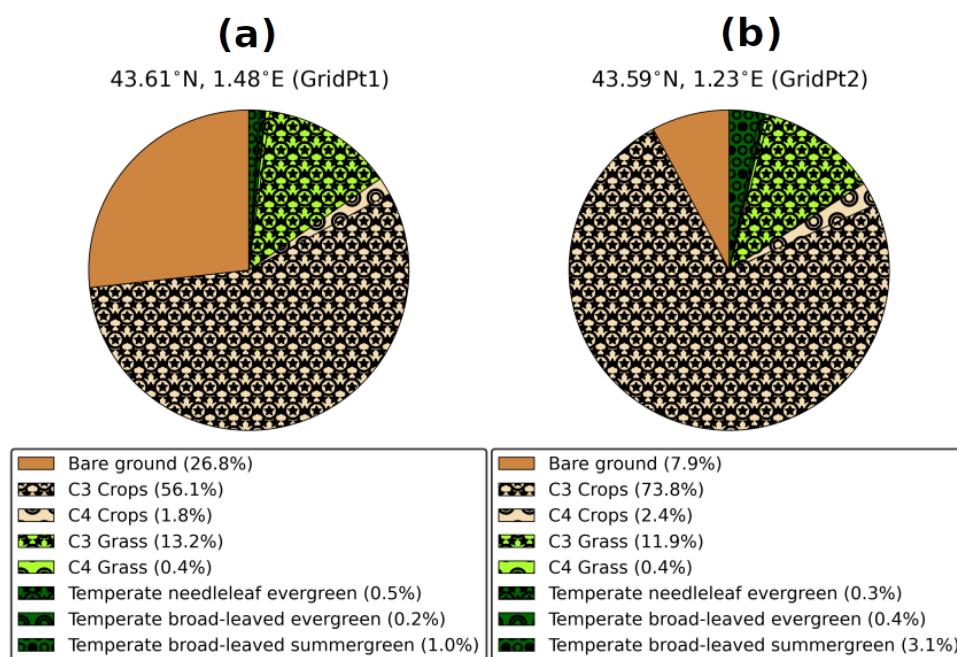 (a)
43.61°N, 1.48°E (GridPt1)
Bare ground (26.8%)
C3 Crops (56.1%)
C4 Crops (1.8%)
C3 Grass (13.2%)
C4 Grass (0.4%)
Temperate needleleaf evergreen (0.5%)
Temperate broad-leaved evergreen (0.2%)
Temperate broad-leaved summergreen (1.0%)
(b)
43.59°N, 1.23°E (GridPt2)
Bare ground (7.9%)
C3 Crops (73.8%)
C4 Crops (2.4%)
C3 Grass (11.9%)
C4 Grass (0.4%)
Temperate needleleaf evergreen (0.3%)
Temperate broad-leaved evergreen (0.4%)
Temperate broad-leaved summergreen (3.1%)